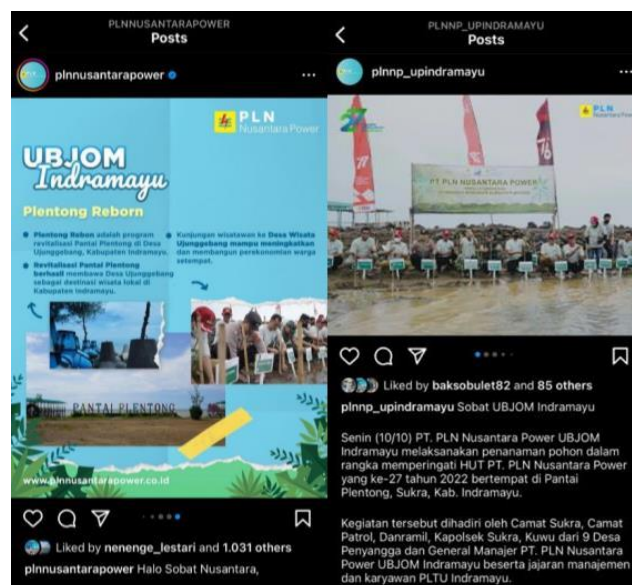 PLNNUSANTARAPOWER
Posts
plnnusantarapower
PLN
Nusantara Power
UBJOM
Indramayu
Plentong Reborn
Plentong Rebon adalah program
revitalisasi Pantai Plentong di Desa
Ujunggebang, Kabupaten Indramayu.
Revitalisasi Pantai Plentong
berhasil membawa Desa Ujunggebang
sebagai destinasi wisata lokal di
Kabupaten Indramayu.
Kunjungan wisatawan ke Desa Wisata
Ujunggebang mampu meningkatkan
dan membangun perekonomian warga
setempat.
PANTAI PLENTONG
www.plnnusantarapower.co.id
Liked by nenenge_lestari and 1.031 others
plnnusantarapower Halo Sobat Nusantara,
PLNNP_UPINDRAMAYU
Posts
plnnp_upindramayu
27
PLN
Nusantara Power
77
76
PT PLN NUSANTARA POWER
Liked by baksobulet82 and 85 others
plnnp_upindramayu Sobat UBJOM Indramayu
Senin (10/10) PT. PLN Nusantara Power UBJOM
Indramayu melaksanakan penanaman pohon dalam
rangka memperingati HUT PT. PLN Nusantara Power
yang ke-27 tahun 2022 bertempat di Pantai
Plentong, Sukra, Kab. Indramayu.
Kegiatan tersebut dihadiri oleh Camat Sukra, Camat
Patrol, Danramil, Kapolsek Sukra, Kuwu dari 9 Desa
Penyangga dan General Manajer PT. PLN Nusantara
Power UBJOM Indramayu beserta jajaran manajemen
dan karyawan PLTU Indramayu.